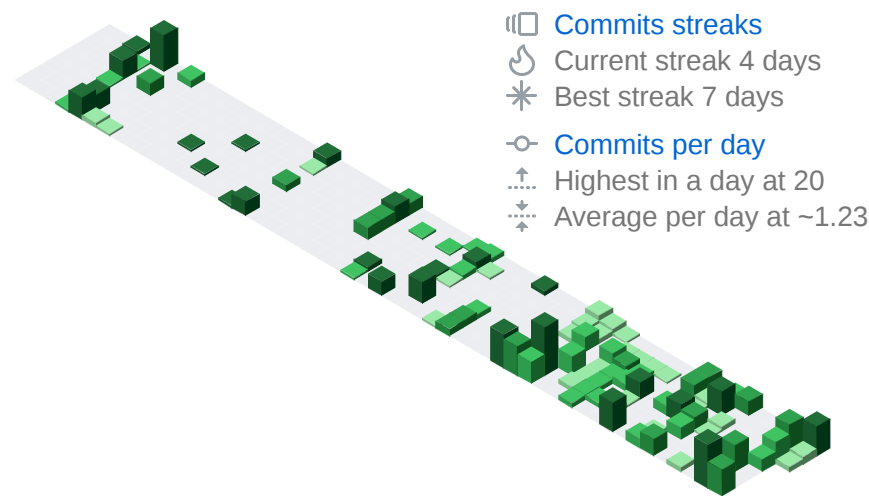 Commits streaks
Current streak 4 days
Best streak 7 days
Commits per day
Highest in a day at 20
Average per day at ~1.23